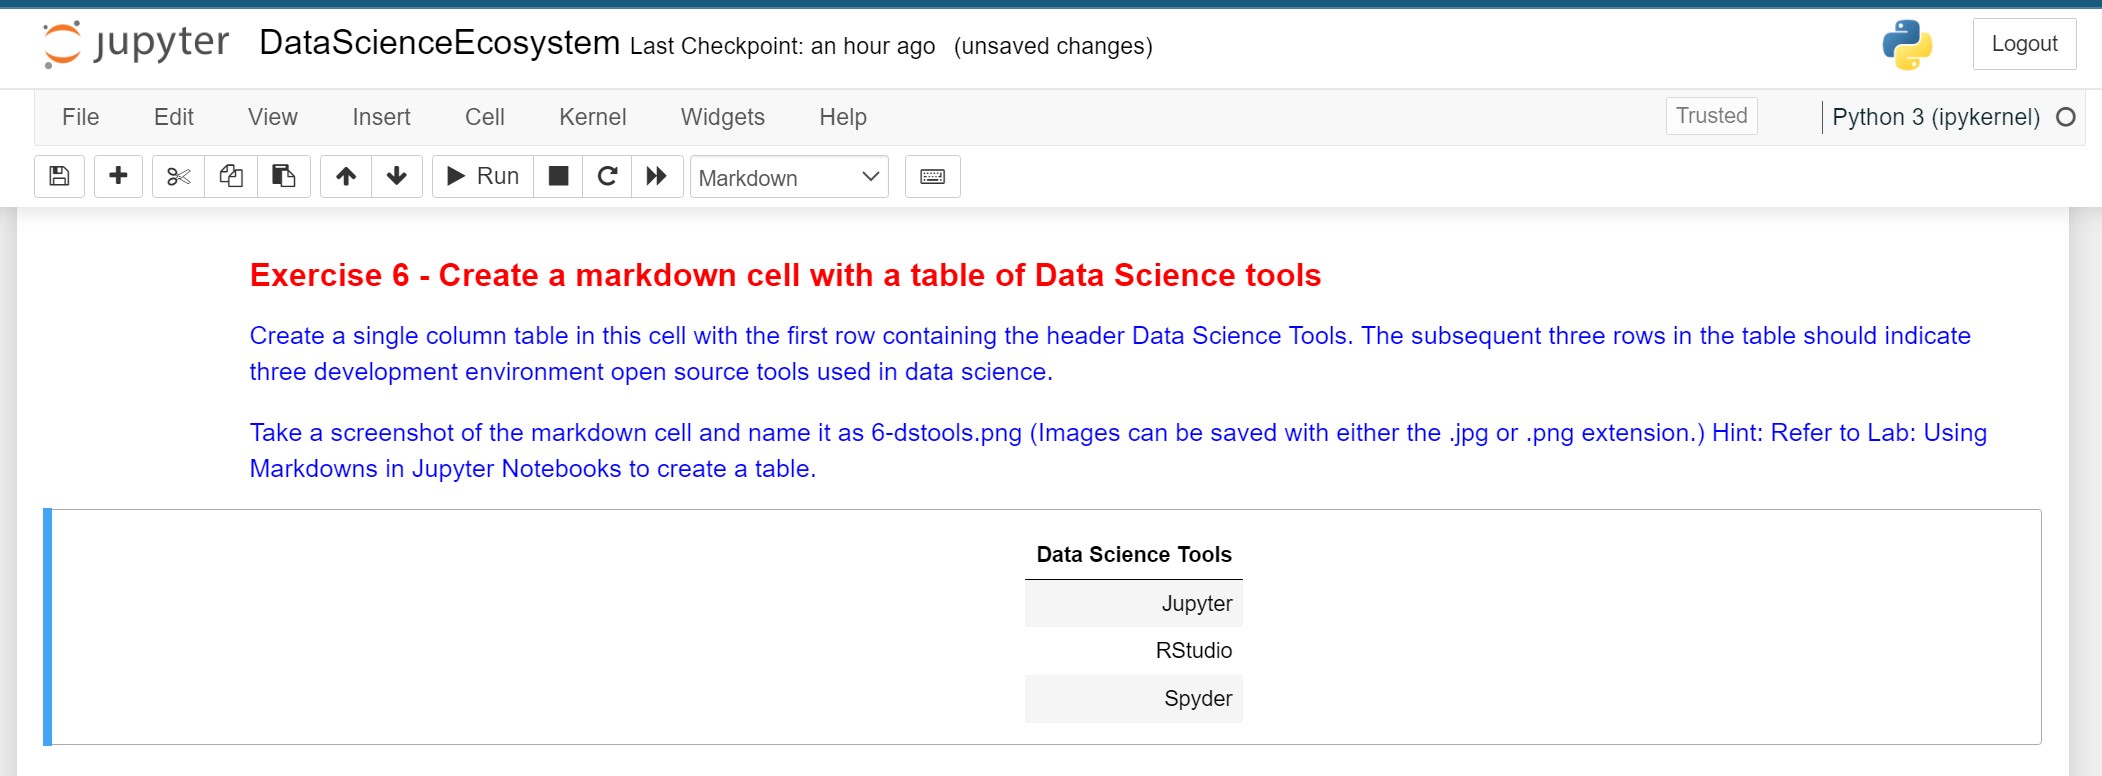 jupyter DataScienceEcosystem Last Checkpoint: an hour ago (unsaved changes) Logout
File Edit View Insert Cell Kernel Widgets Help Trusted Python 3 (ipykernel)
Run Markdown
Exercise 6 - Create a markdown cell with a table of Data Science tools
Create a single column table in this cell with the first row containing the header Data Science Tools. The subsequent three rows in the table should indicate
three development environment open source tools used in data science.
Take a screenshot of the markdown cell and name it as 6-dstools.png (Images can be saved with either the .jpg or .png extension.) Hint: Refer to Lab: Using
Markdowns in Jupyter Notebooks to create a table.
Data Science Tools
Jupyter
RStudio
Spyder